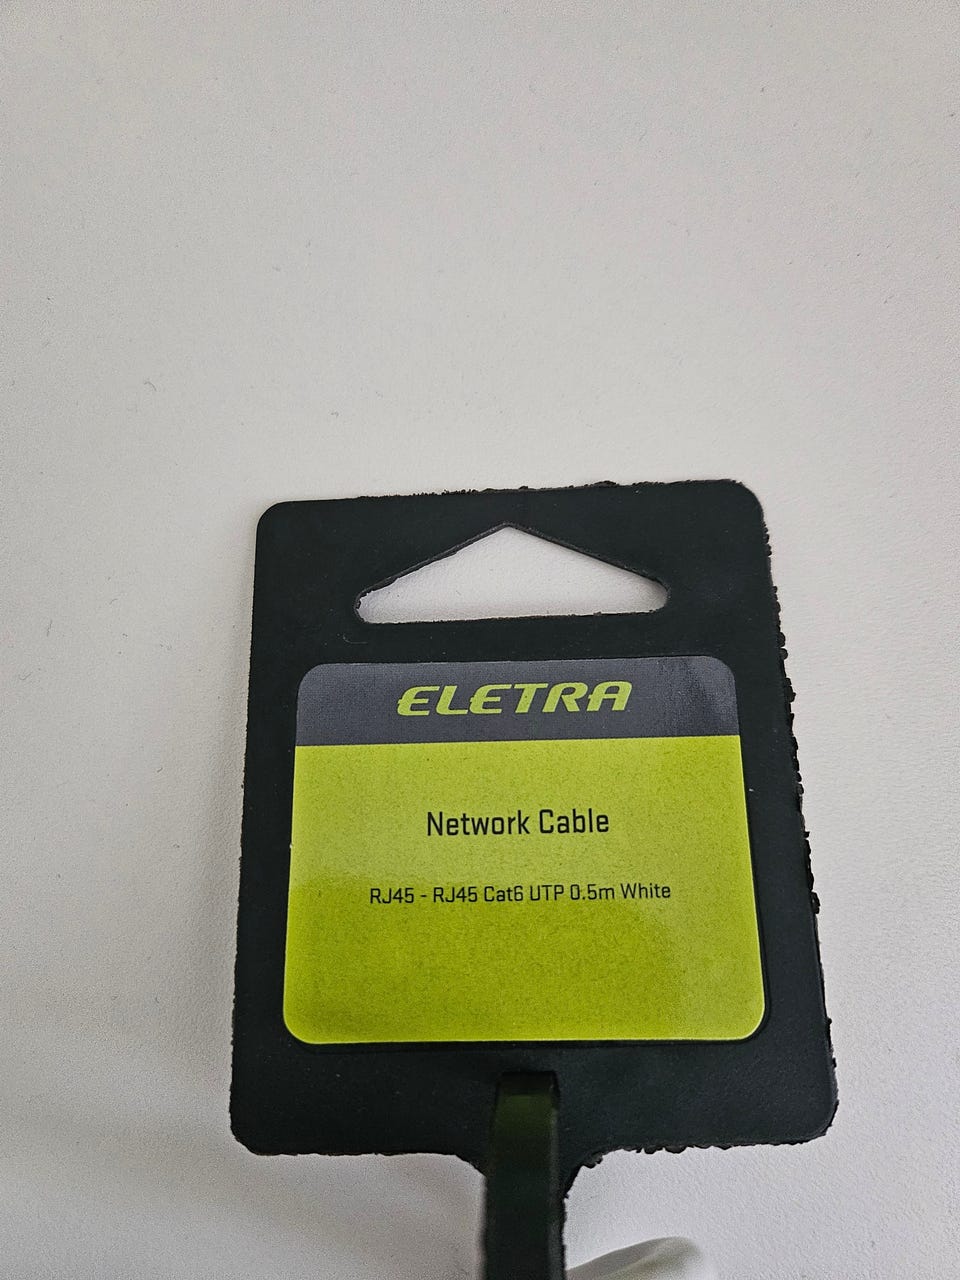 ELETRA
Network Cable
RJ45 - RJ45 Cat6 UTP 0.5m White